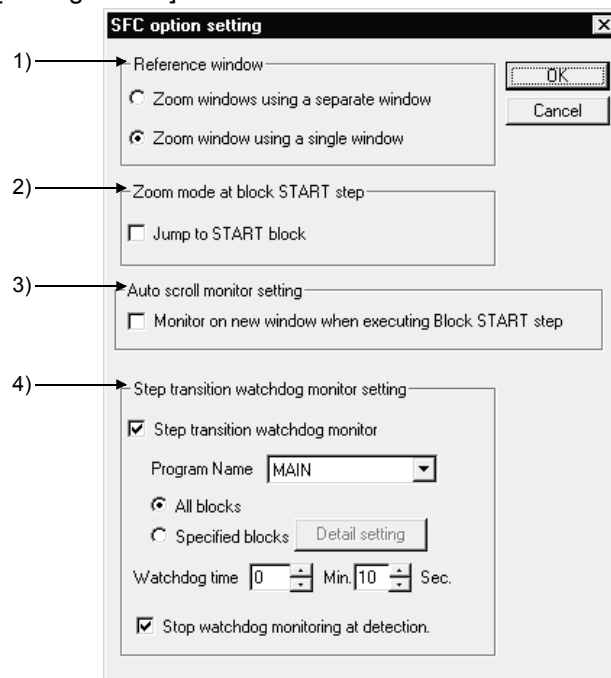 SFC option setting
1)
Reference window
OK
Zoom windows using a separate window
Cancel
Zoom window using a single window
2)
Zoom mode at block START step
Jump to START block
3)
Auto scroll monitor setting
Monitor on new window when executing Block START step
4)
Step transition watchdog monitor setting
Step transition watchdog monitor
Program Name MAIN
All blocks
Specified blocks Detail setting
Watchdog time 0 Min. 10 Sec.
Stop watchdog monitoring at detection.